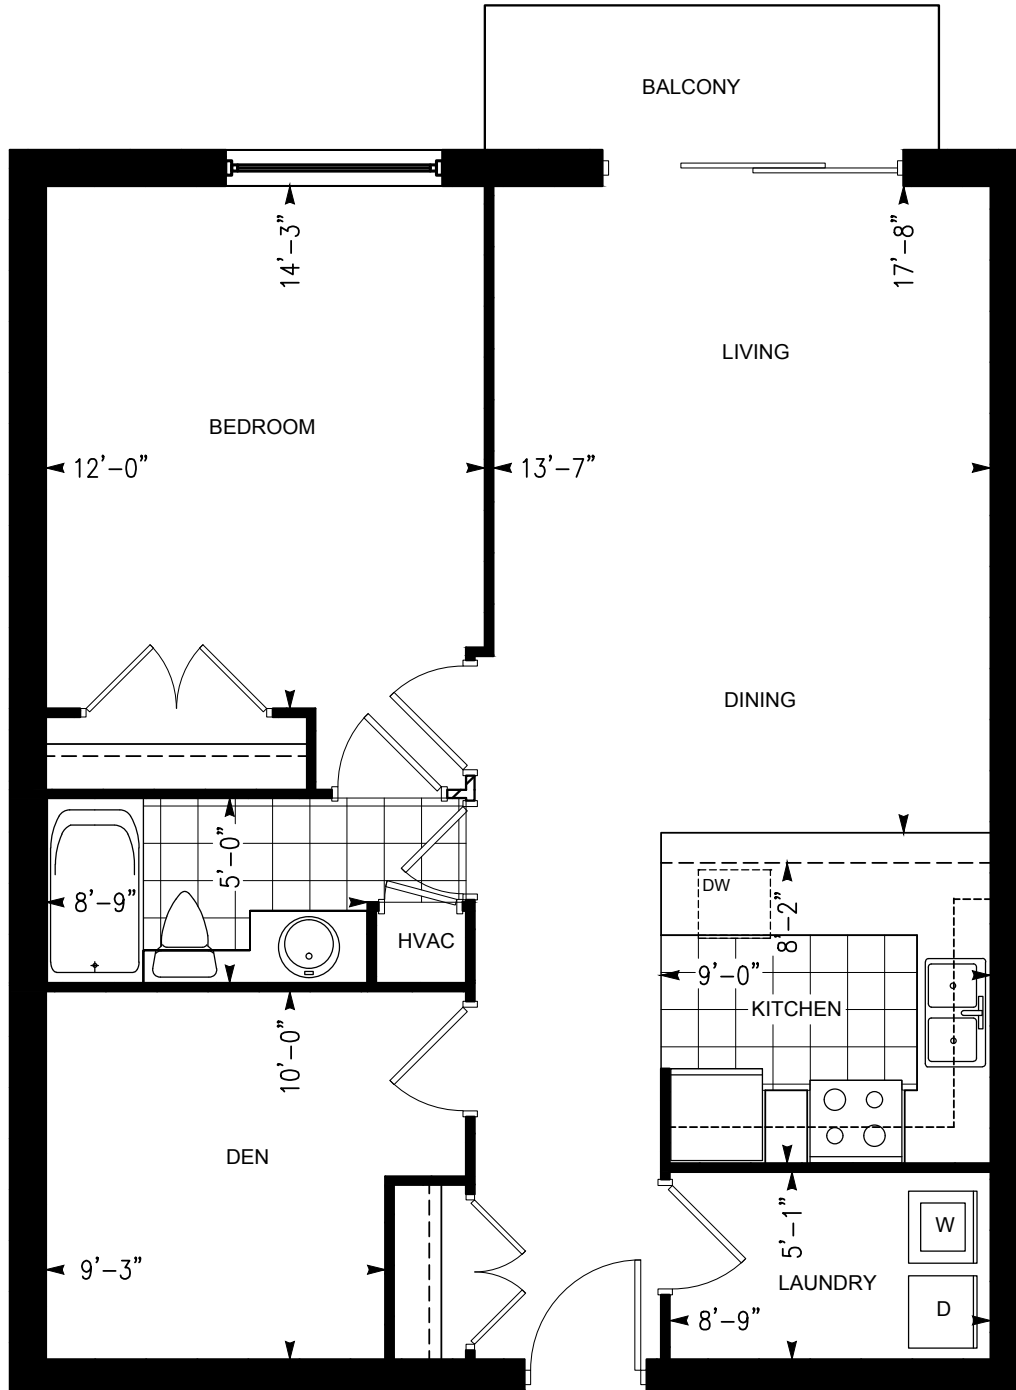 BALCONY
14'-3"
17'-8"
LIVING
BEDROOM
12'-0"
13'-7"
DINING
5'-0"
DW
8'-9"
8'-2"
HVAC
9'-0"
KITCHEN
10'-0"
DEN
5'-1"
W
9'-3"
LAUNDRY
D
8'-9"